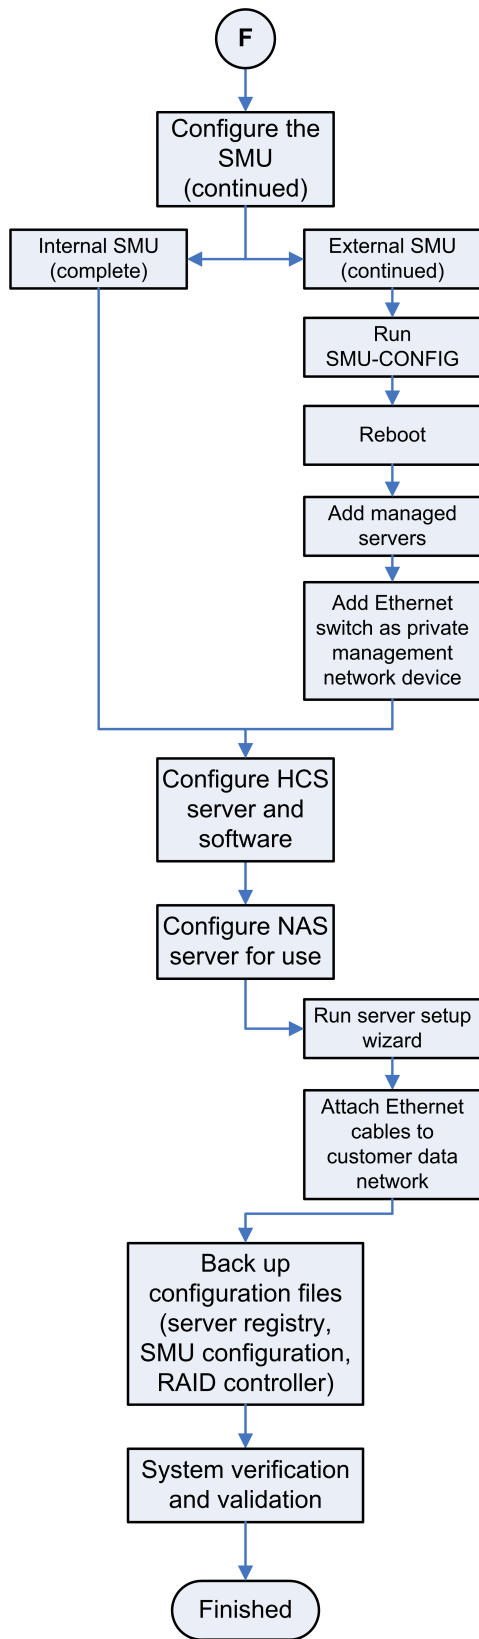 F
Configure the
SMU
(continued)
Internal SMU
(complete)
External SMU
(continued)
Run
SMU-CONFIG
Reboot
Add managed
servers
Add Ethernet
switch as private
management
network device
Configure HCS
server and
software
Configure NAS
server for use
Run server setup
wizard
Attach Ethernet
cables to
customer data
network
Back up
configuration files
(server registry,
SMU configuration,
RAID controller)
System verification
and validation
Finished